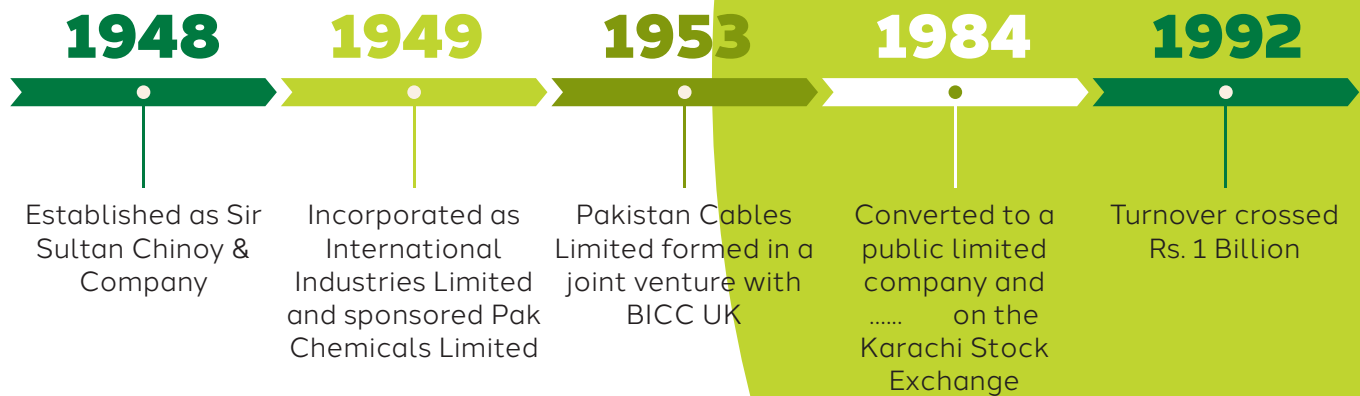 1948
Established as Sir
Sultan Chinoy &
Company
1949
Incorporated as
International
Industries Limited
and sponsored Pak
Chemicals Limited
1953
Pakistan Cables
Limited formed in a
joint venture with
BICC UK
1984
Converted to a
public limited
company and
...... on the
Karachi Stock
Exchange
1992
Turnover crossed
Rs. 1 Billion